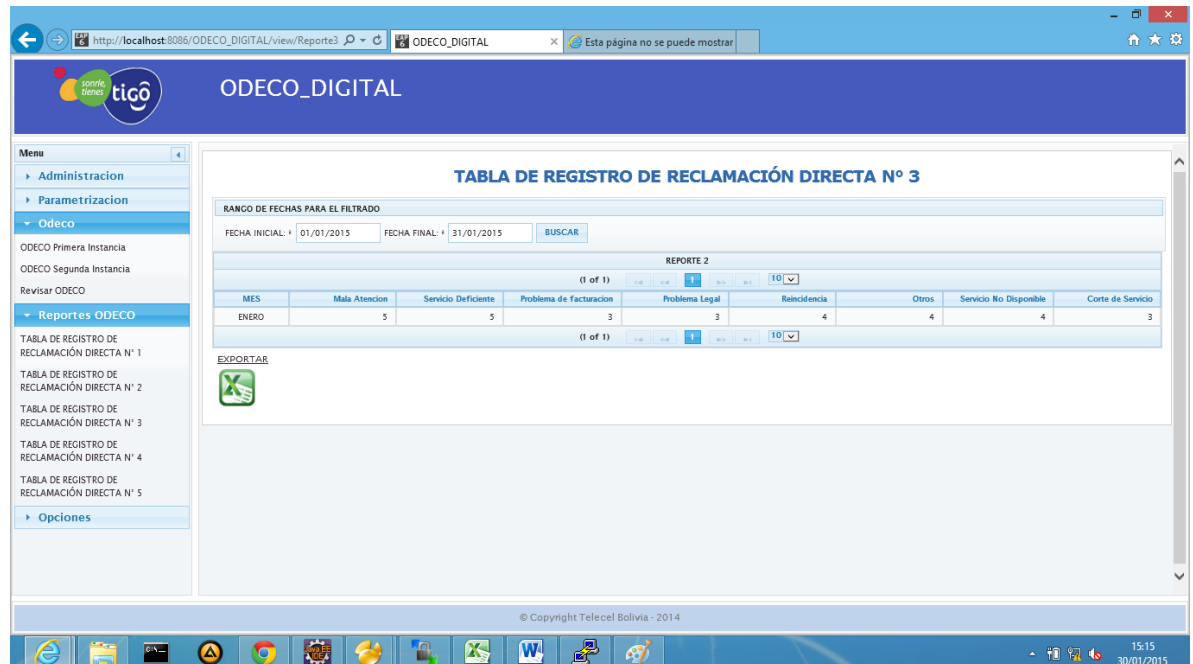 http://localhost:8086/ODECO_DIGITAL/view/Reporte3
ODECO_DIGITAL
Esta página no se puede mostrar
sonríe, tienes tigô
ODECO_DIGITAL
Menu
Administracion
Parametrizacion
Odeco
ODECO Primera Instancia
ODECO Segunda Instancia
Revisar ODECO
Reportes ODECO
TABLA DE REGISTRO DE
RECLAMACIÓN DIRECTA N° 1
TABLA DE REGISTRO DE
RECLAMACIÓN DIRECTA N° 2
TABLA DE REGISTRO DE
RECLAMACIÓN DIRECTA N° 3
TABLA DE REGISTRO DE
RECLAMACIÓN DIRECTA N° 4
TABLA DE REGISTRO DE
RECLAMACIÓN DIRECTA N° 5
Opciones
TABLA DE REGISTRO DE RECLAMACIÓN DIRECTA Nº 3
RANGO DE FECHAS PARA EL FILTRADO
FECHA INICIAL: * 01/01/2015 FECHA FINAL: * 31/01/2015 BUSCAR
REPORTE 2
(1 of 1) 1 10
MES Mala Atencion Servicio Deficiente Problema de facturacion Problema Legal Reincidencia Otros Servicio No Disponible Corte de Servicio
ENERO 5 5 3 3 4 4 4 3
(1 of 1) 1 10
EXPORTAR
© Copyright Telecel Bolivia - 2014
15:15
30/01/2015